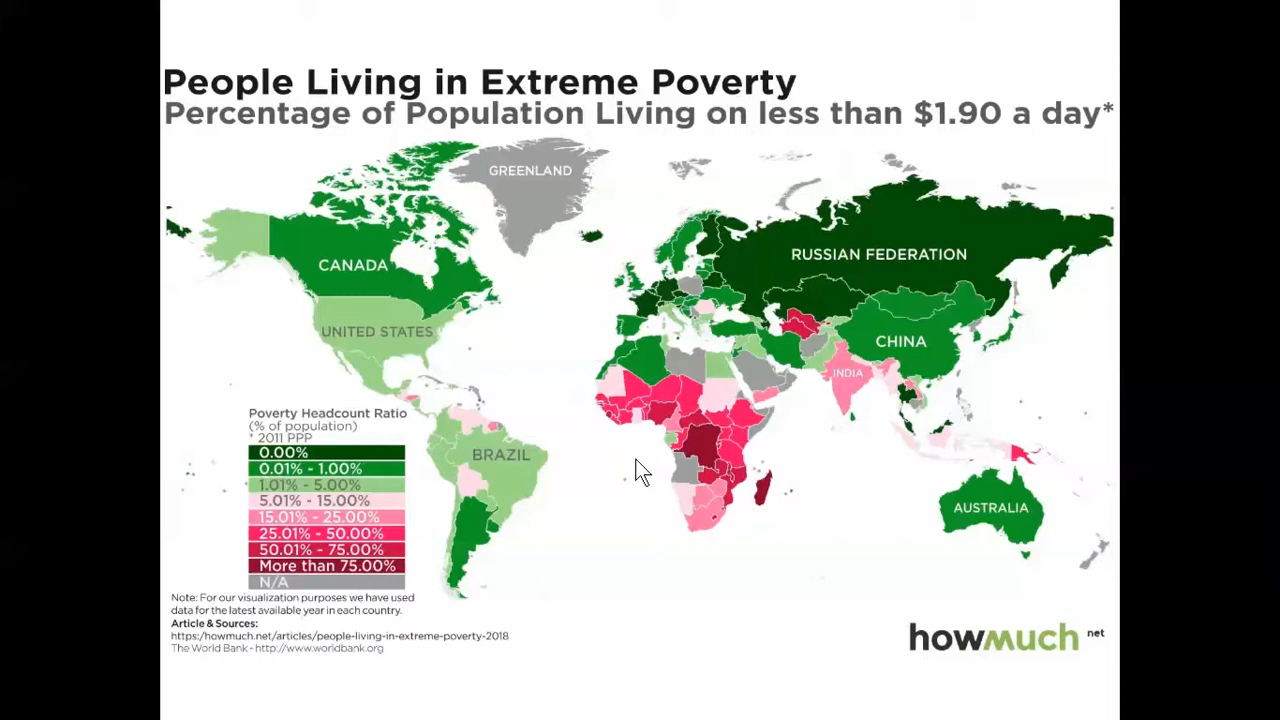 People Living in Extreme Poverty
Percentage of Population Living on less than $1.90 a day*
GREENLAND
CANADA
RUSSIAN FEDERATION
UNITED STATES
CHINA
INDIA
BRAZIL
AUSTRALIA
Poverty Headcount Ratio
(% of population)
* 2011 PPP
0.00%
0.01% - 1.00%
1.01% - 5.00%
5.01% - 15.00%
15.01% - 25.00%
25.01% - 50.00%
50.01% - 75.00%
More than 75.00%
N/A
Note: For our visualization purposes we have used
data for the latest available year in each country.
Article & Sources:
https:/howmuch.net/articles/people-living-in-extreme-poverty-2018
The World Bank - http://www.worldbank.org
howmuch net